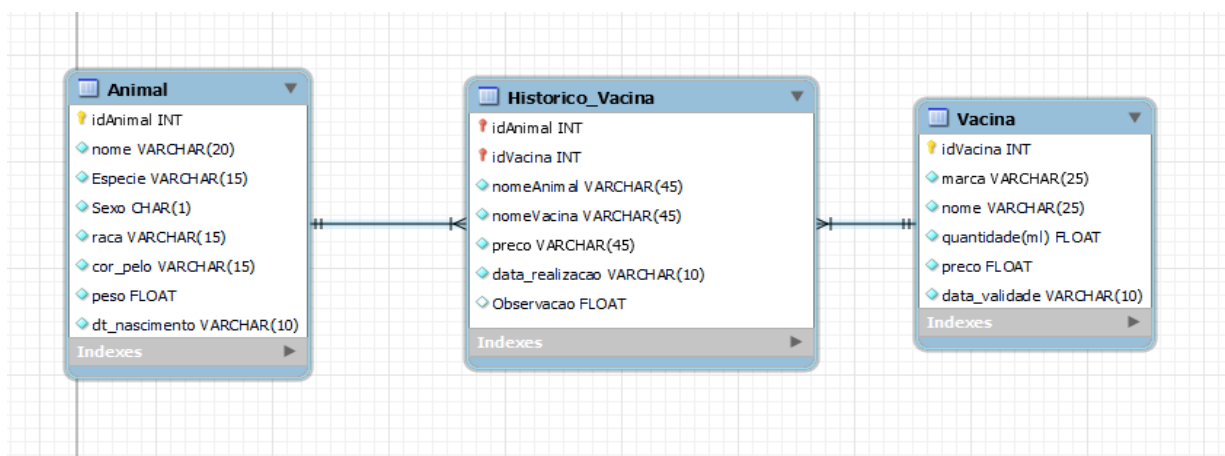 Animal
idAnimal INT
nome VARCHAR(20)
Especie VARCHAR(15)
Sexo CHAR(1)
raca VARCHAR(15)
cor_pelo VARCHAR(15)
peso FLOAT
dt_nascimento VARCHAR(10)
Indexes
Historico_Vacina
idAnimal INT
idVacina INT
nomeAnimal VARCHAR(45)
nomeVacina VARCHAR(45)
preco VARCHAR(45)
data_realizacao VARCHAR(10)
Observacao FLOAT
Indexes
Vacina
idVacina INT
marca VARCHAR(25)
nome VARCHAR(25)
quantidade(ml) FLOAT
preco FLOAT
data_validade VARCHAR(10)
Indexes